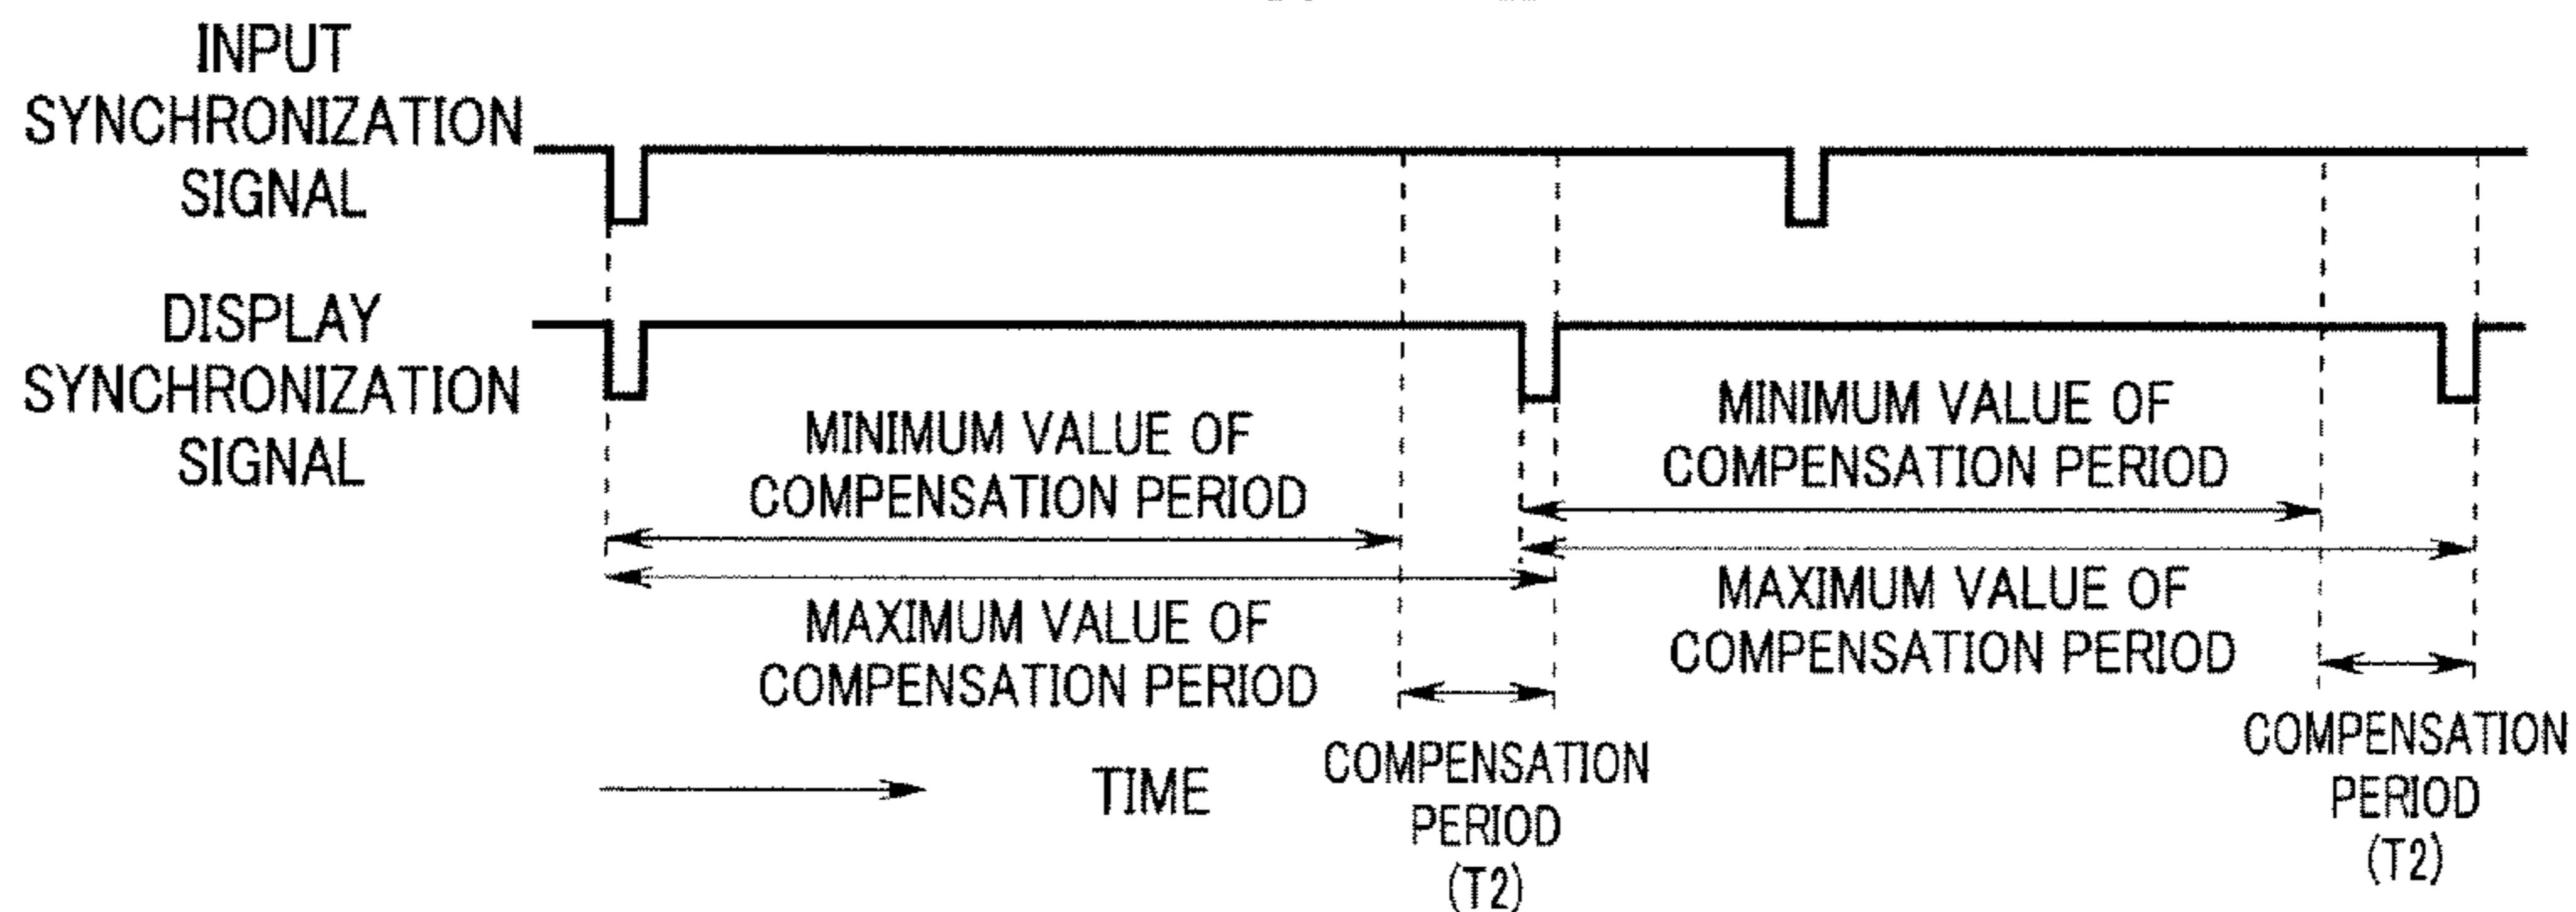 INPUT
SYNCHRONIZATION
SIGNAL
DISPLAY
SYNCHRONIZATION
SIGNAL
MINIMUM VALUE OF
COMPENSATION PERIOD
MAXIMUM VALUE OF
COMPENSATION PERIOD
MINIMUM VALUE OF
COMPENSATION PERIOD
MAXIMUM VALUE OF
COMPENSATION PERIOD
COMPENSATION
PERIOD
(T2)
COMPENSATION
PERIOD
(T2)
TIME